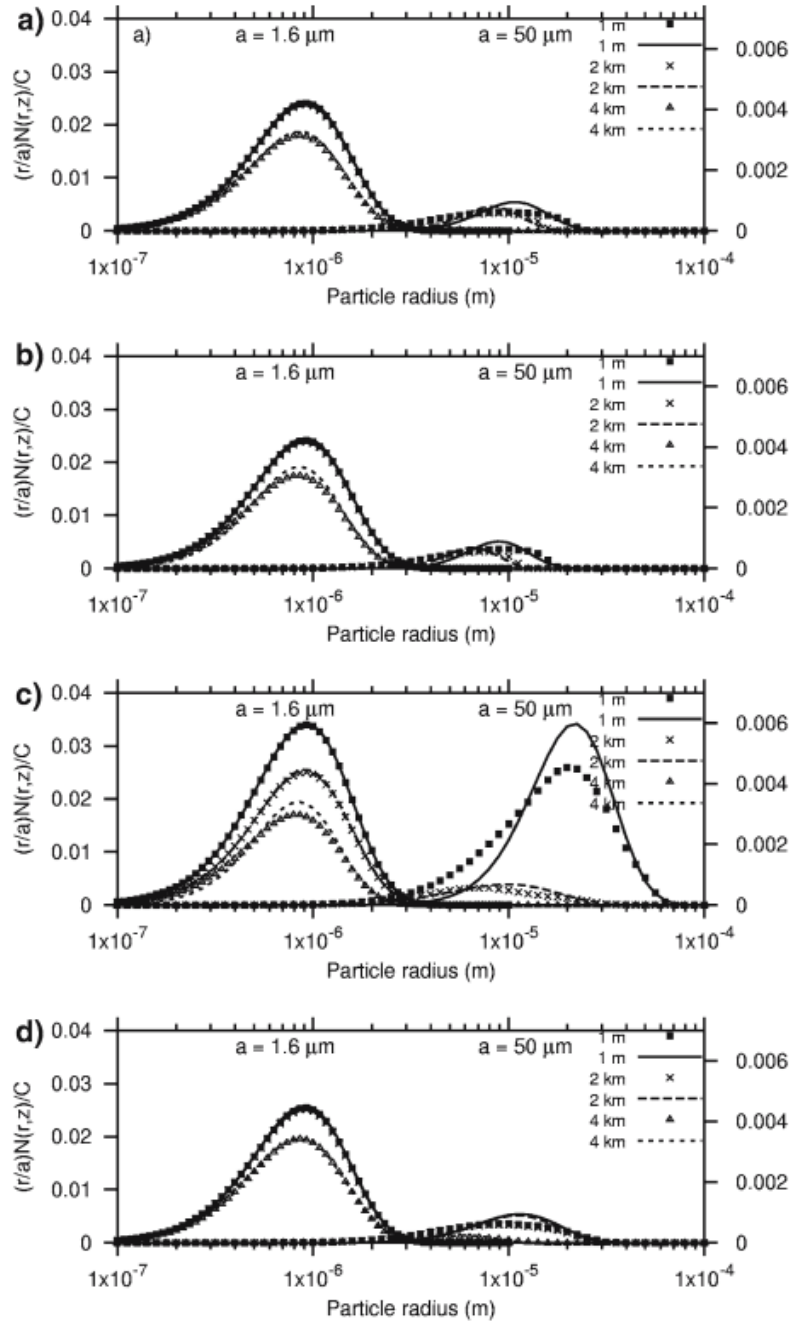 a)
a)
a = 1.6 μm
a = 50 μm
1 m
1 m
2 km
2 km
4 km
4 km
0.04
0.03
0.02
0.01
0
0.006
0.004
0.002
0
(r/a)N(r,z)/C
1x10-7
1x10-6
1x10-5
1x10-4
Particle radius (m)
b)
a = 1.6 μm
a = 50 μm
1 m
1 m
2 km
2 km
4 km
4 km
0.04
0.03
0.02
0.01
0
0.006
0.004
0.002
0
(r/a)N(r,z)/C
1x10-7
1x10-6
1x10-5
1x10-4
Particle radius (m)
c)
a = 1.6 μm
a = 50 μm
1 m
1 m
2 km
2 km
4 km
4 km
0.04
0.03
0.02
0.01
0
0.006
0.004
0.002
0
(r/a)N(r,z)/C
1x10-7
1x10-6
1x10-5
1x10-4
Particle radius (m)
d)
a = 1.6 μm
a = 50 μm
1 m
1 m
2 km
2 km
4 km
4 km
0.04
0.03
0.02
0.01
0
0.006
0.004
0.002
0
(r/a)N(r,z)/C
1x10-7
1x10-6
1x10-5
1x10-4
Particle radius (m)